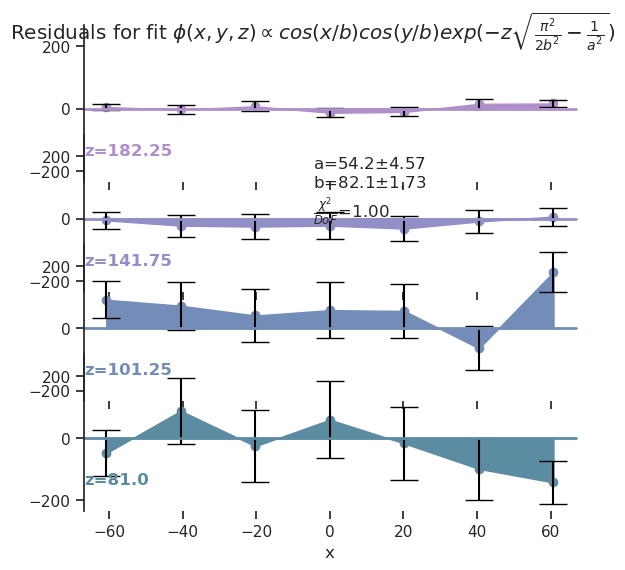 Residuals for fit ϕ(x, y, z) ∝ cos(x/b)cos(y/b)exp(−z√(π²/2b² − 1/a²))
200
0
z=182.25
200
−200
a=54.2±4.57
b=82.1±1.73
χ²/DoF=1.00
0
z=141.75
200
−200
0
z=101.25
200
−200
0
z=81.0
−200
−60 −40 −20 0 20 40 60
x